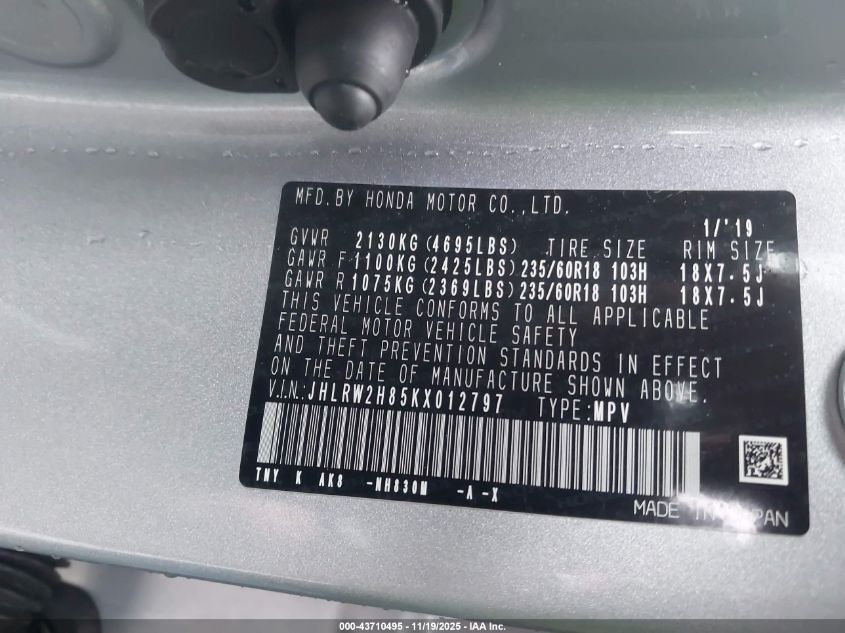 MFD.BY HONDA MOTOR CO.,LTD.
1/'19
GVWR 2130KG(4695LBS) TIRE SIZE RIM SIZE
GAWR F-1100KG(2425LBS)235/60R18 103H 18X7.5J
GAWR R 1075KG(2369LBS)235/60R18 103H 18X7.5J
THIS VEHICLE CONFORMS TO ALL APPLICABLE
FEDERAL MOTOR VEHICLE SAFETY
AND THEFT PREVENTION STANDARDS IN EFFECT
ON THE DATE OF MANUFACTURE SHOWN ABOVE.
V.I.N.:JHLRW2H85KX012797 TYPE:MPV
TNY K AK8 -NH830M -A -X
MADE IN JAPAN
000-43710495 - 11/19/2025 - IAA Inc.